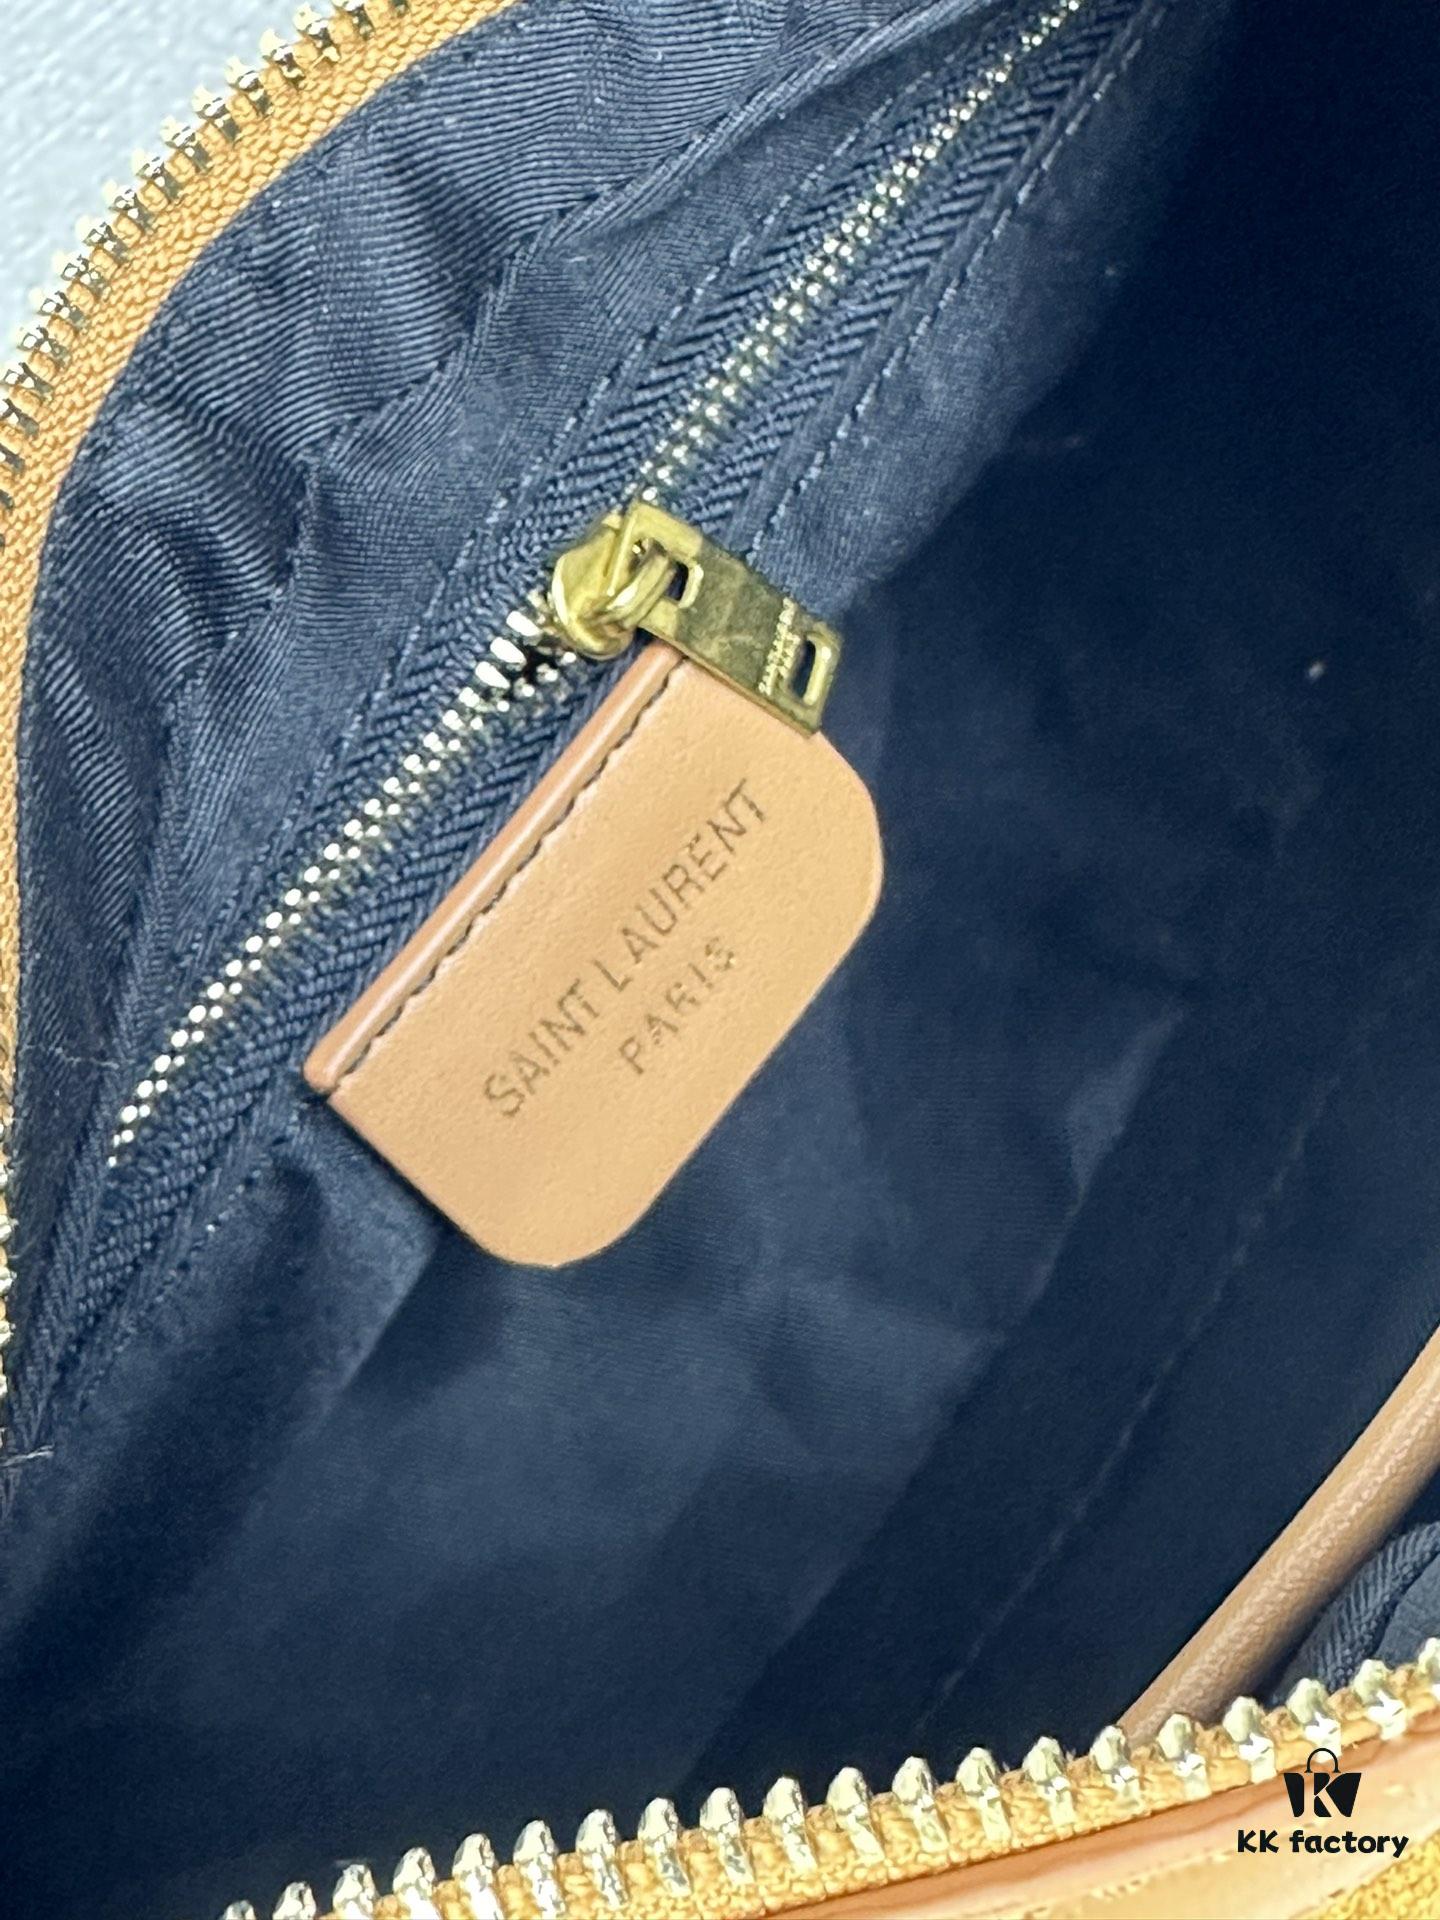 SAINT LAURENT
PARIS
KK factory